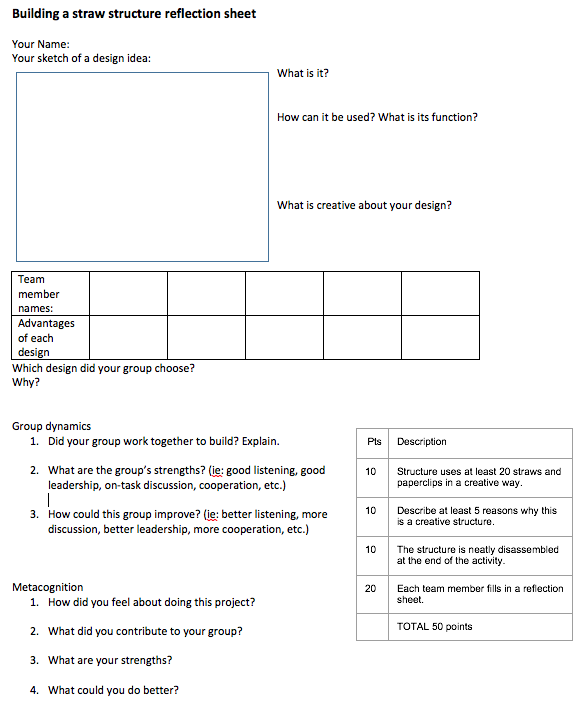 Building a straw structure reflection sheet
Your Name:
Your sketch of a design idea:
What is it?
How can it be used? What is its function?
What is creative about your design?
Team
member
names:
Advantages
of each
design
Which design did your group choose?
Why?
Group dynamics
1. Did your group work together to build? Explain.
2. What are the group's strengths? (ie: good listening, good
leadership, on-task discussion, cooperation, etc.)
3. How could this group improve? (ie: better listening, more
discussion, better leadership, more cooperation, etc.)
Metacognition
1. How did you feel about doing this project?
2. What did you contribute to your group?
3. What are your strengths?
4. What could you do better?
Pts Description
10 Structure uses at least 20 straws and
paperclips in a creative way.
10 Describe at least 5 reasons why this
is a creative structure.
10 The structure is neatly disassembled
at the end of the activity.
20 Each team member fills in a reflection
sheet.
TOTAL 50 points